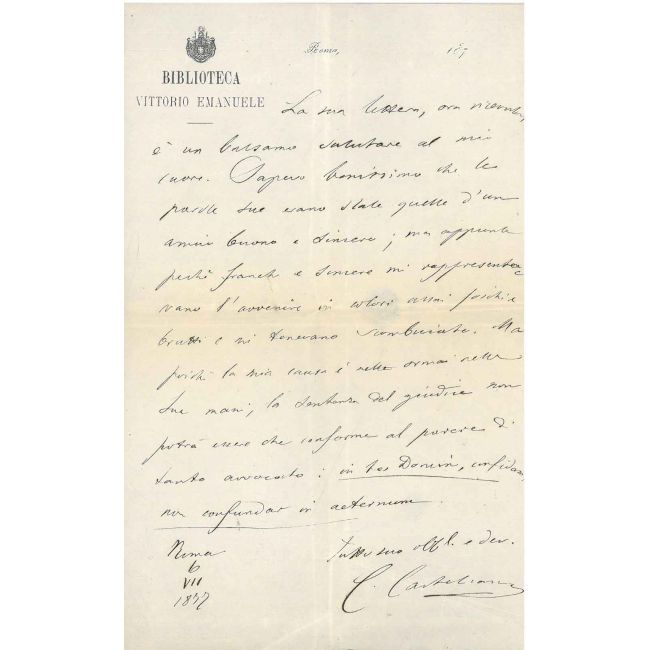 Roma, 187
BIBLIOTECA
VITTORIO EMANUELE
La sua lettera, ora ricevuta,
è un balsamo salutare al mio
cuore. Sapevo benissimo che le
parole sue erano state quelle d'un
amico buono e sincero; ma appunto
perchè franche e sincere mi rappresenta
vano l'avvenire in colori assai foschi e
brutti e mi tenevano sconfortato. Ma
poichè la mia causa è nelle ormai nelle
sue mani, la sentenza del giudice non
potrà essere che conforme al parere di
tanto avvocato: in te Domin, confidam,
non confundar in aeternum.
Tutto suo obbl. e dev.
C. Castellani
Roma
6
VII
1877